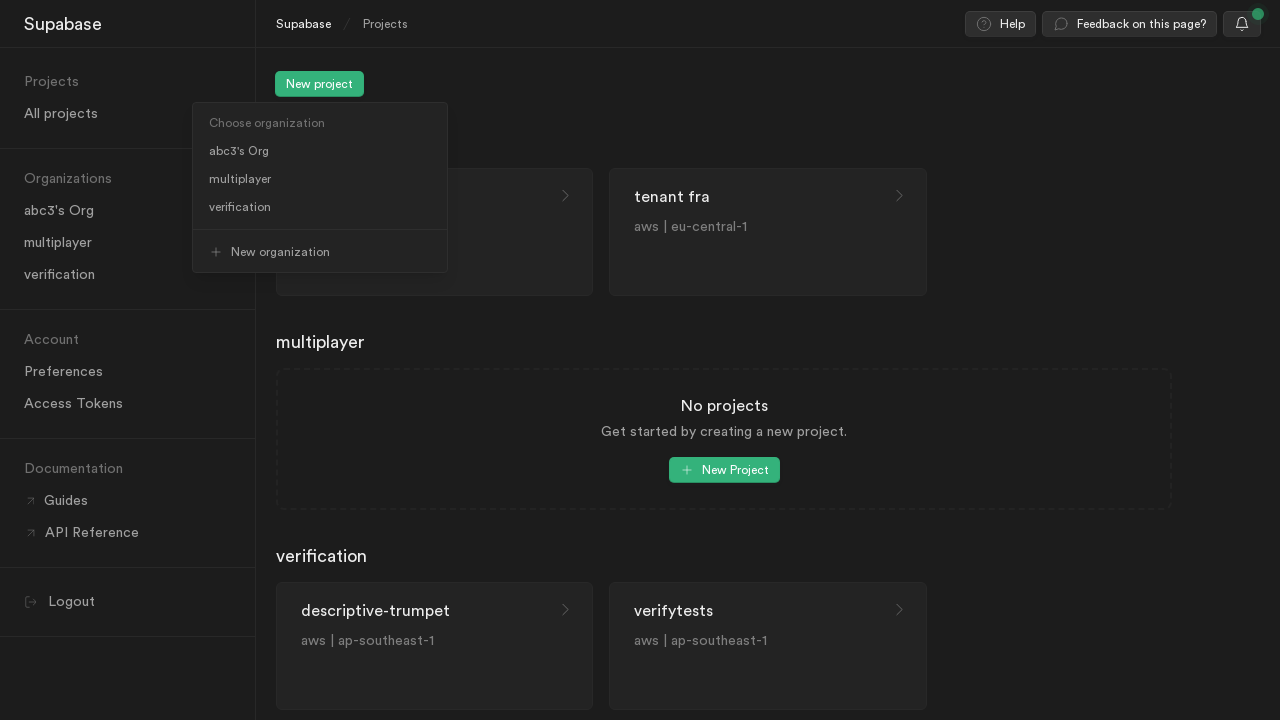 Supabase
Supabase / Projects
Help
Feedback on this page?
Projects
All projects
Organizations
abc3's Org
multiplayer
verification
Account
Preferences
Access Tokens
Documentation
Guides
API Reference
Logout
New project
Choose organization
abc3's Org
multiplayer
verification
New organization
tenant fra
aws | eu-central-1
multiplayer
No projects
Get started by creating a new project.
New Project
verification
descriptive-trumpet
aws | ap-southeast-1
verifytests
aws | ap-southeast-1